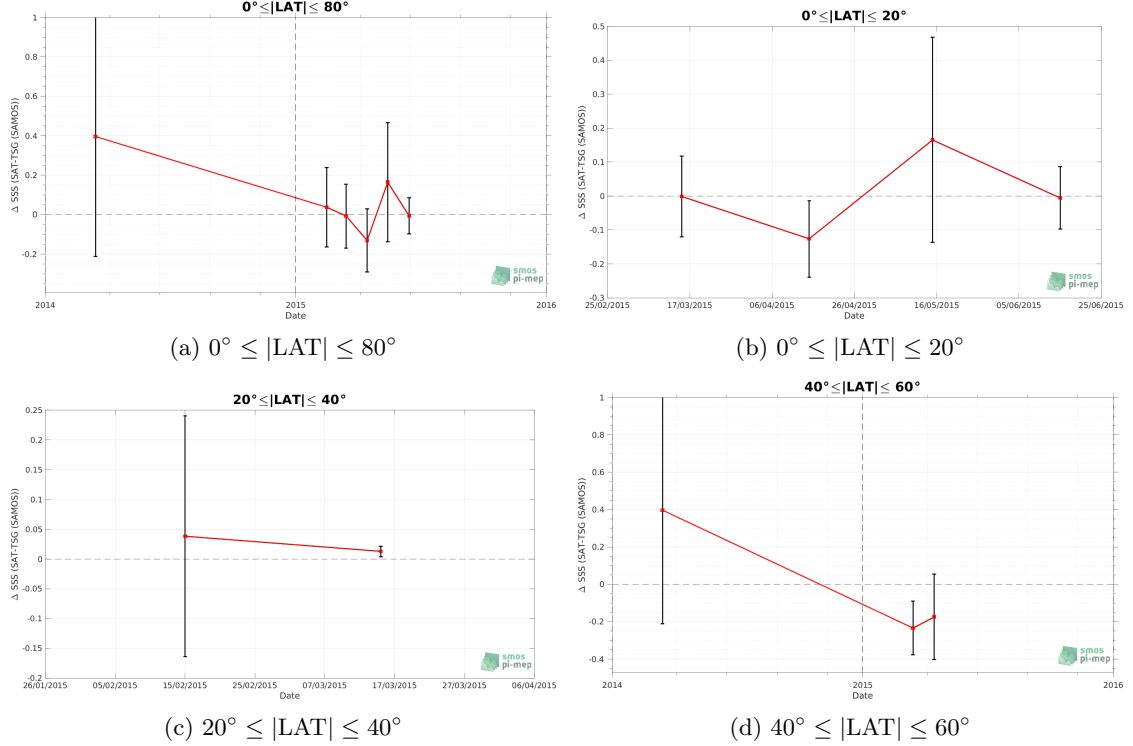 0°≤|LAT|≤ 80°
1
0.8
0.6
0.4
0.2
0
-0.2
Δ SSS (SAT-TSG (SAMOS))
2014
2015
2016
Date
smos
pi-mep
(a) 0° ≤ |LAT| ≤ 80°
0°≤|LAT|≤ 20°
0.5
0.4
0.3
0.2
0.1
0
-0.1
-0.2
-0.3
Δ SSS (SAT-TSG (SAMOS))
25/02/2015
17/03/2015
06/04/2015
26/04/2015
16/05/2015
05/06/2015
25/06/2015
Date
smos
pi-mep
(b) 0° ≤ |LAT| ≤ 20°
20°≤|LAT|≤ 40°
0.25
0.2
0.15
0.1
0.05
0
-0.05
-0.1
-0.15
-0.2
Δ SSS (SAT-TSG (SAMOS))
26/01/2015
05/02/2015
15/02/2015
25/02/2015
07/03/2015
17/03/2015
27/03/2015
06/04/2015
Date
smos
pi-mep
(c) 20° ≤ |LAT| ≤ 40°
40°≤|LAT|≤ 60°
1
0.8
0.6
0.4
0.2
0
-0.2
-0.4
Δ SSS (SAT-TSG (SAMOS))
2014
2015
2016
Date
smos
pi-mep
(d) 40° ≤ |LAT| ≤ 60°